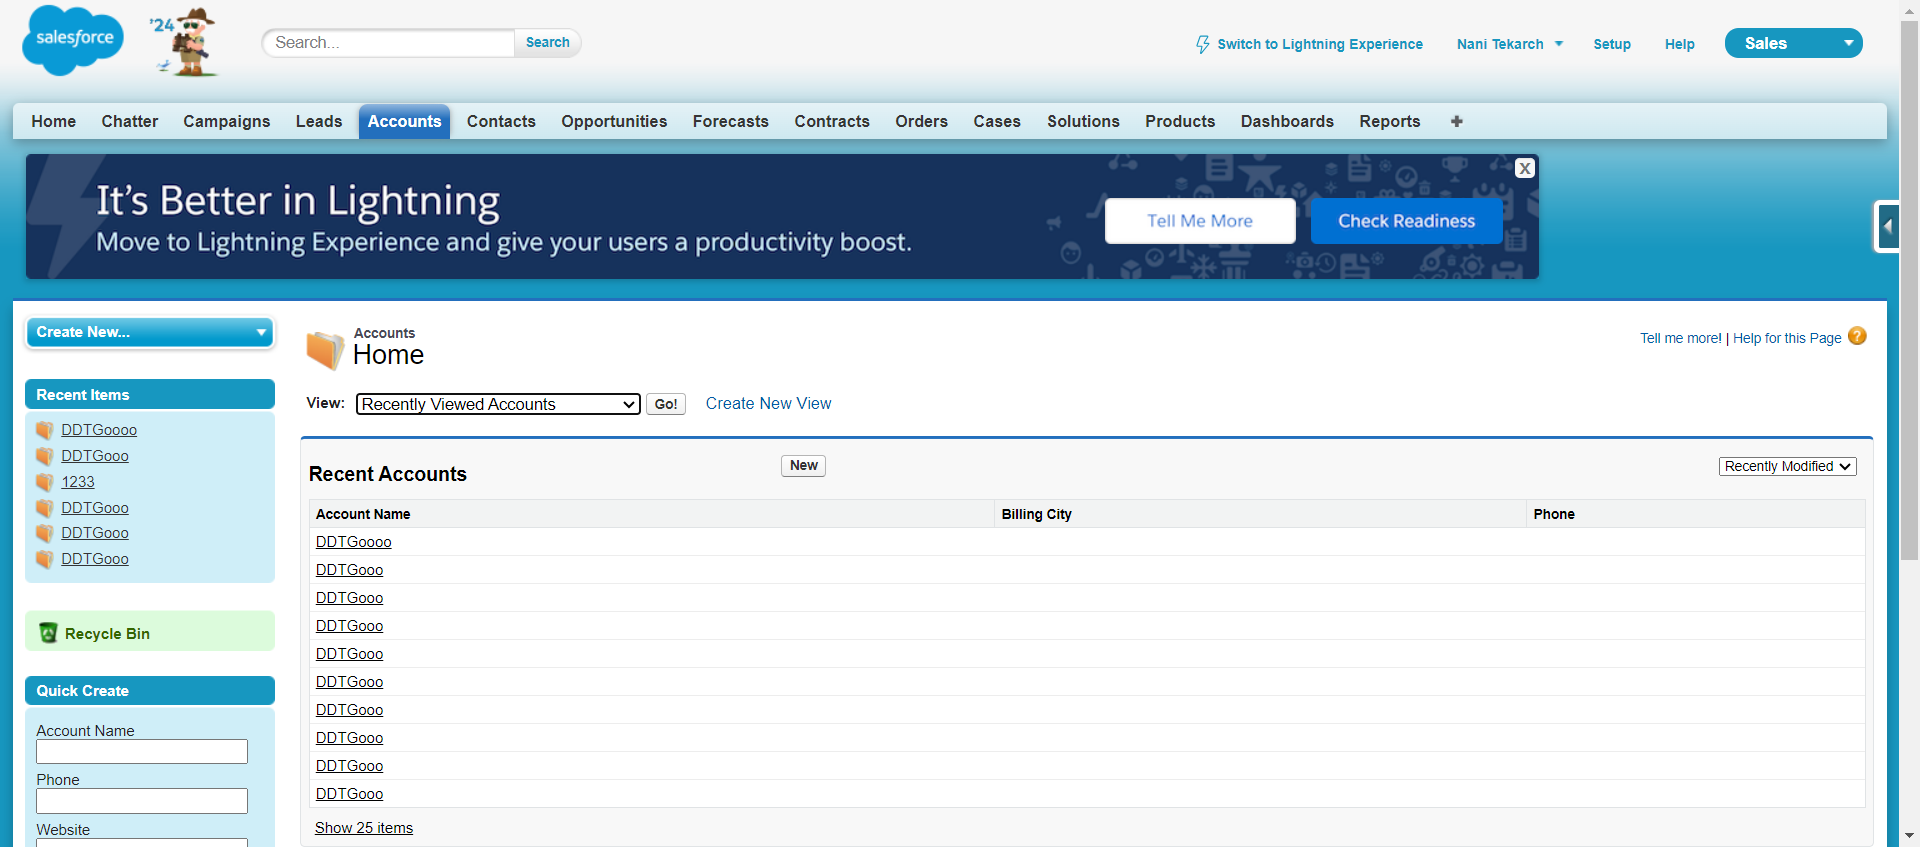 salesforce
'24
Search...
Search
Switch to Lightning Experience
Nani Tekarch
Setup
Help
Sales
Home
Chatter
Campaigns
Leads
Accounts
Contacts
Opportunities
Forecasts
Contracts
Orders
Cases
Solutions
Products
Dashboards
Reports
+
It's Better in Lightning
Move to Lightning Experience and give your users a productivity boost.
Tell Me More
Check Readiness
X
Create New...
Recent Items
DDTGoooo
DDTGooo
1233
DDTGooo
DDTGooo
DDTGooo
Recycle Bin
Quick Create
Account Name
Phone
Website
Accounts
Home
Tell me more! | Help for this Page
?
View:
Recently Viewed Accounts
Go!
Create New View
Recent Accounts
New
Recently Modified
Account Name
Billing City
Phone
DDTGoooo
DDTGooo
DDTGooo
DDTGooo
DDTGooo
DDTGooo
DDTGooo
DDTGooo
DDTGooo
DDTGooo
Show 25 items